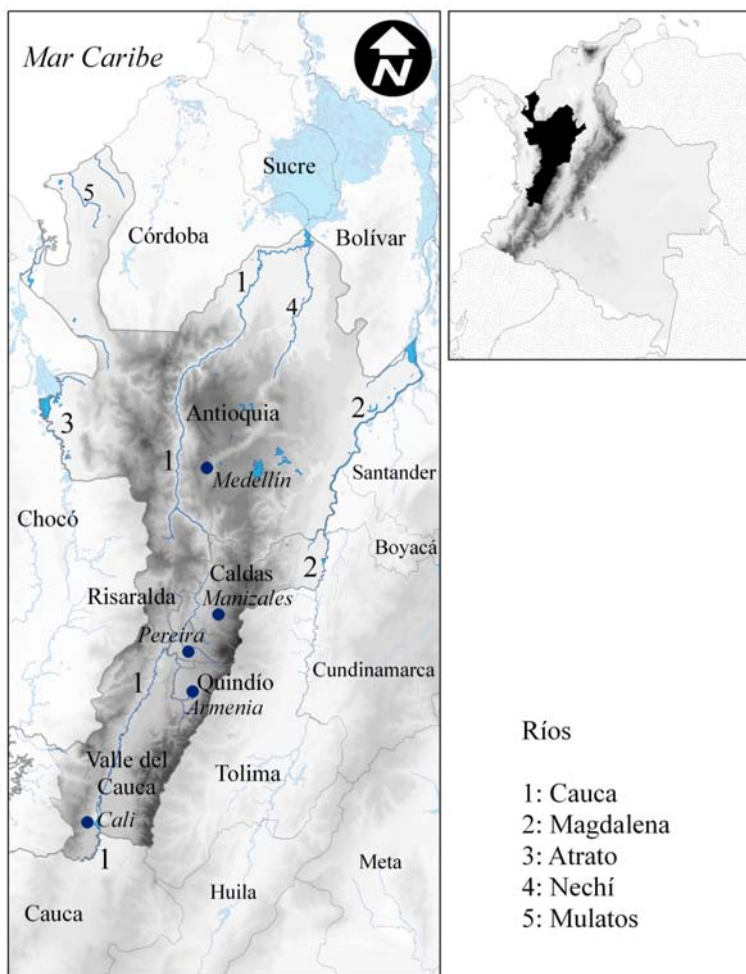 Mar Caribe
N
Sucre
5
Córdoba
Bolívar
1
4
2
Antioquia
3
1
Medellín
Santander
Chocó
Boyacá
2
Caldas
Risaralda
Manizales
Pereira
Cundinamarca
1
Quindío
Armenia
Valle del
Cauca
Tolima
Cali
1
Meta
Huila
Cauca
Ríos
1: Cauca
2: Magdalena
3: Atrato
4: Nechí
5: Mulatos